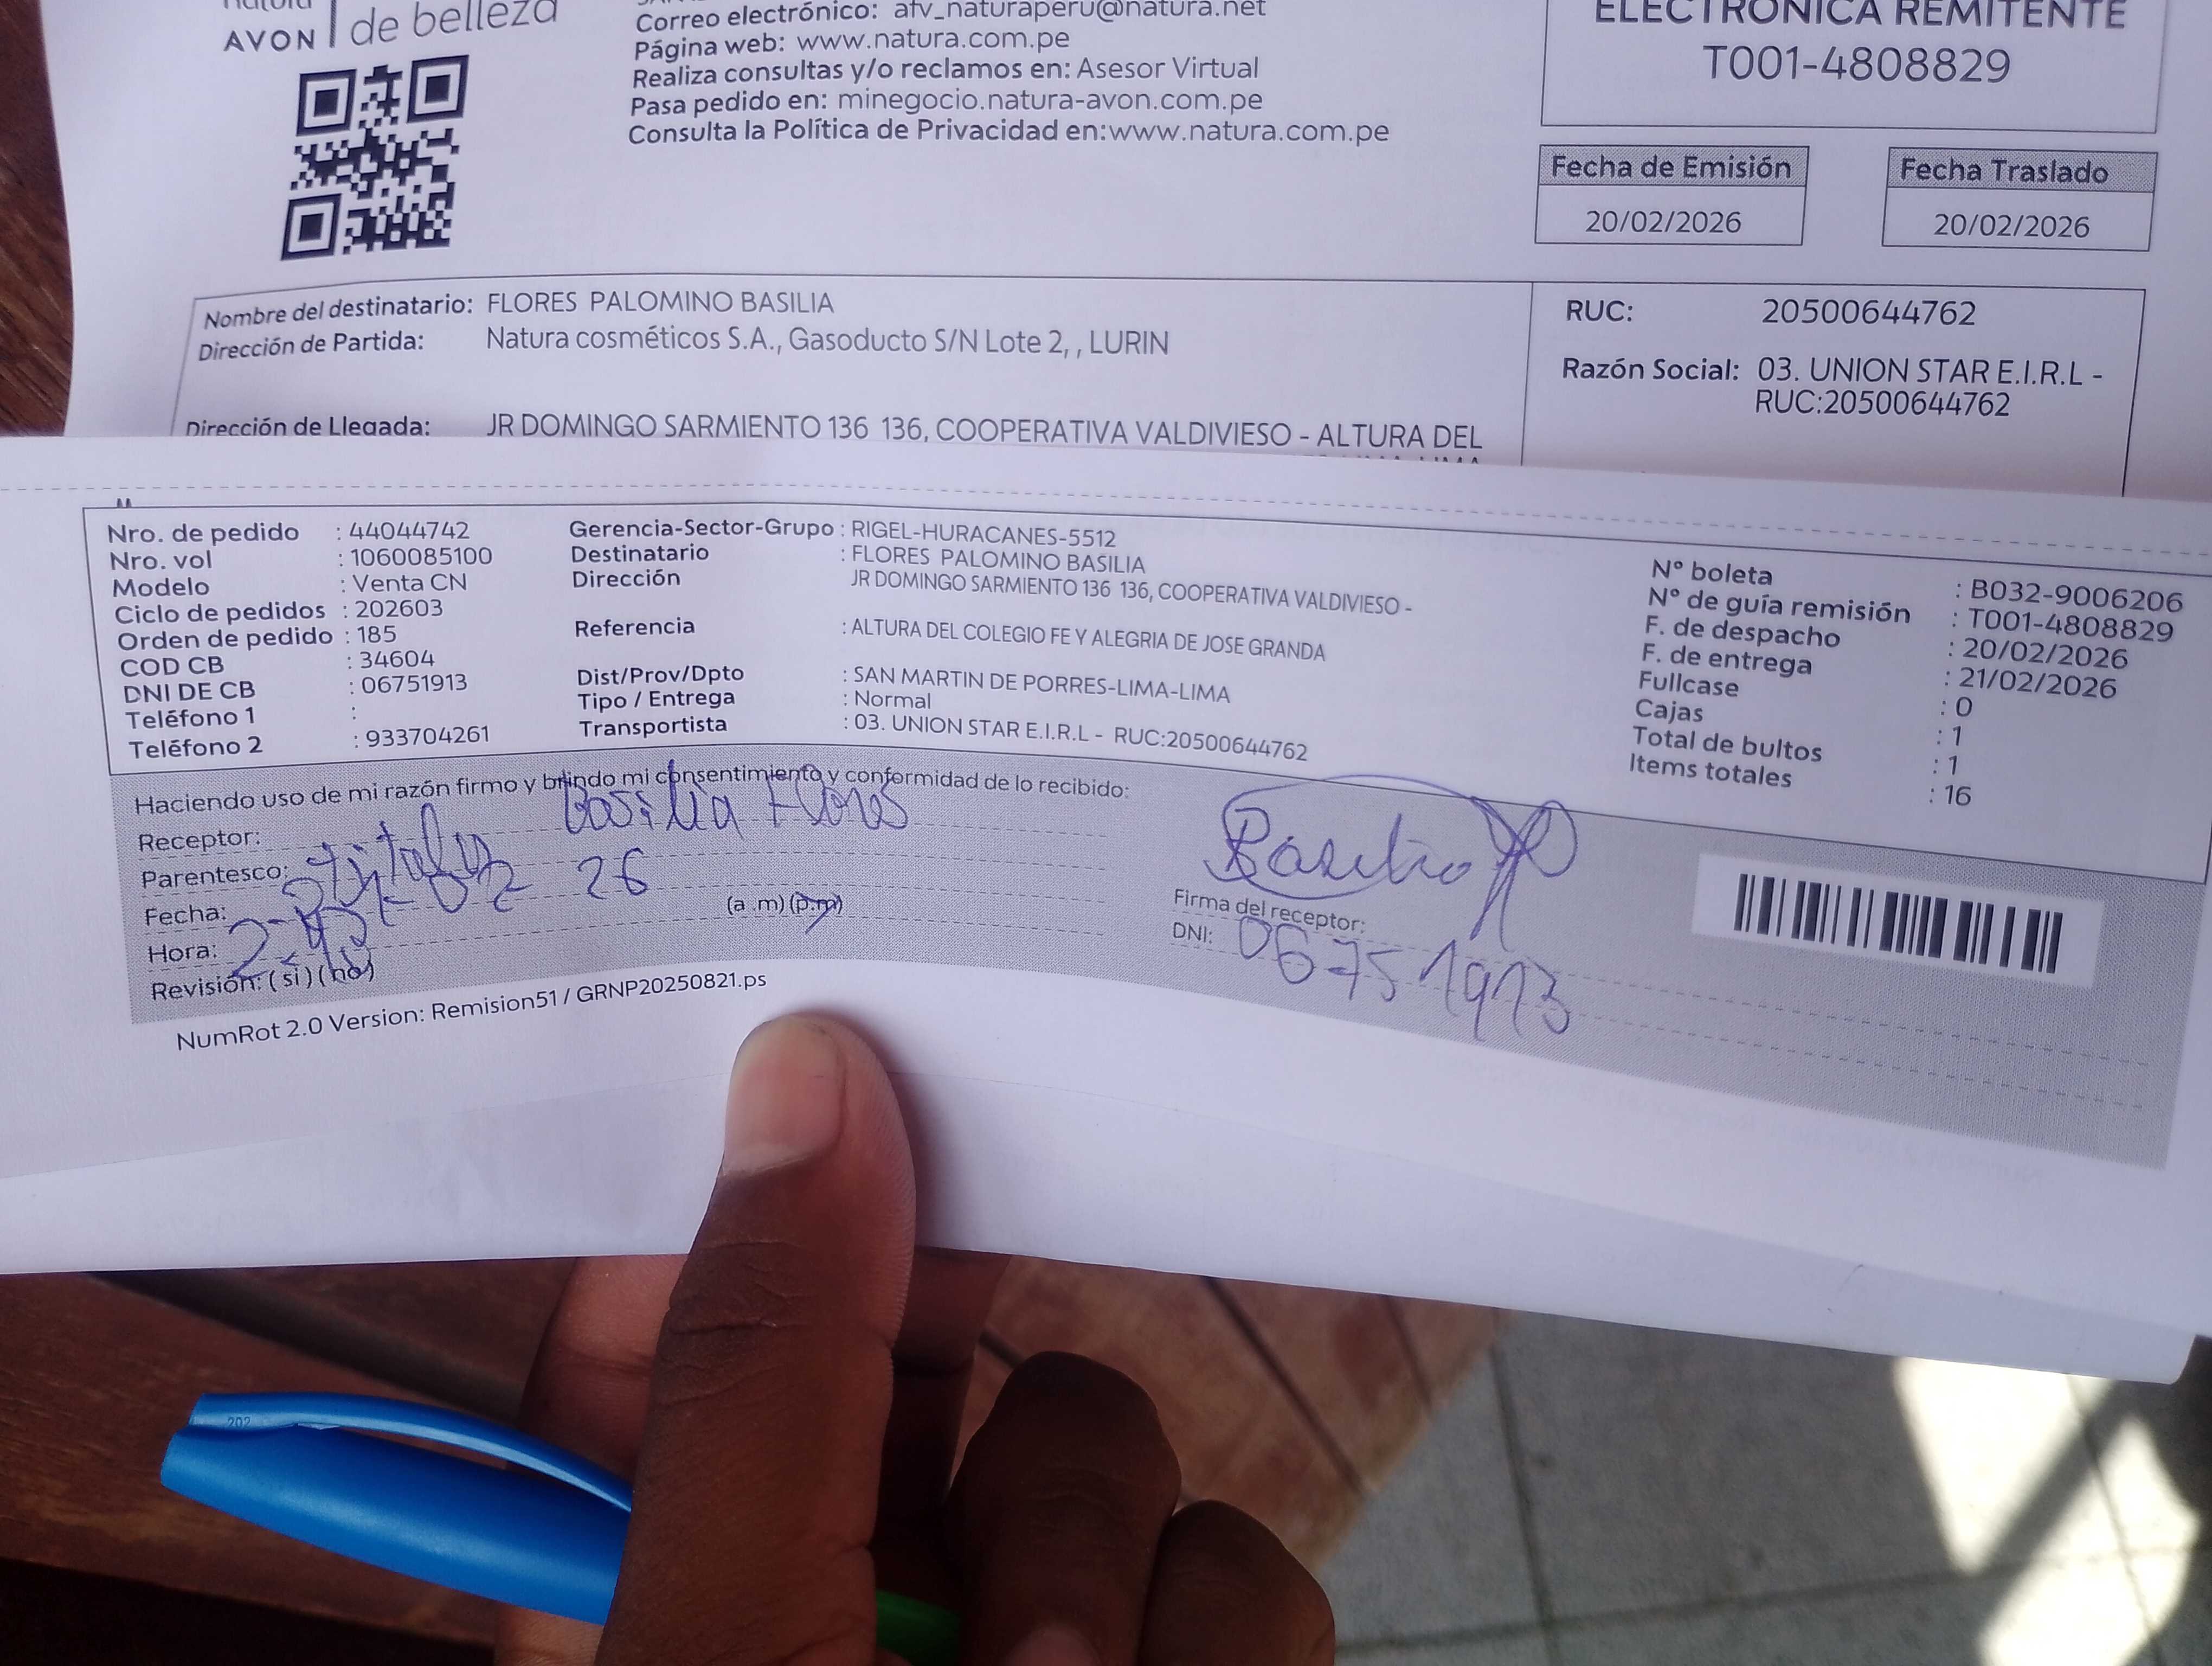 AVON | de belleza
Correo electrónico: afv_naturaperu@natura.net
Página web: www.natura.com.pe
Realiza consultas y/o reclamos en: Asesor Virtual
Pasa pedido en: minegocio.natura-avon.com.pe
Consulta la Política de Privacidad en:www.natura.com.pe
ELECTRÓNICA REMITENTE
T001-4808829
Fecha de Emisión
20/02/2026
Fecha Traslado
20/02/2026
Nombre del destinatario: FLORES PALOMINO BASILIA
Dirección de Partida: Natura cosméticos S.A., Gasoducto S/N Lote 2, , LURIN
Dirección de Llegada: JR DOMINGO SARMIENTO 136 136, COOPERATIVA VALDIVIESO - ALTURA DEL
RUC: 20500644762
Razón Social: 03. UNION STAR E.I.R.L -
RUC:20500644762
Nro. de pedido : 44044742
Nro. vol : 1060085100
Modelo : Venta CN
Ciclo de pedidos : 202603
Orden de pedido : 185
COD CB : 34604
DNI DE CB : 06751913
Teléfono 1 :
Teléfono 2 : 933704261
Gerencia-Sector-Grupo : RIGEL-HURACANES-5512
Destinatario : FLORES PALOMINO BASILIA
Dirección JR DOMINGO SARMIENTO 136 136, COOPERATIVA VALDIVIESO -
Referencia : ALTURA DEL COLEGIO FE Y ALEGRIA DE JOSE GRANDA
Dist/Prov/Dpto : SAN MARTIN DE PORRES-LIMA-LIMA
Tipo / Entrega : Normal
Transportista : 03. UNION STAR E.I.R.L - RUC:20500644762
N° boleta : B032-9006206
N° de guía remisión : T001-4808829
F. de despacho : 20/02/2026
F. de entrega : 21/02/2026
Fullcase : 0
Cajas : 1
Total de bultos : 1
Items totales : 16
Haciendo uso de mi razón firmo y brindo mi consentimiento y conformidad de lo recibido:
Receptor: Basilia Flores
Parentesco: titular
Fecha: 02 26
Hora: (a .m) (p.m)
Revisión: ( si ) ( no )
Basilia
Firma del receptor:
DNI: 06751913
NumRot 2.0 Version: Remision51 / GRNP20250821.ps
202